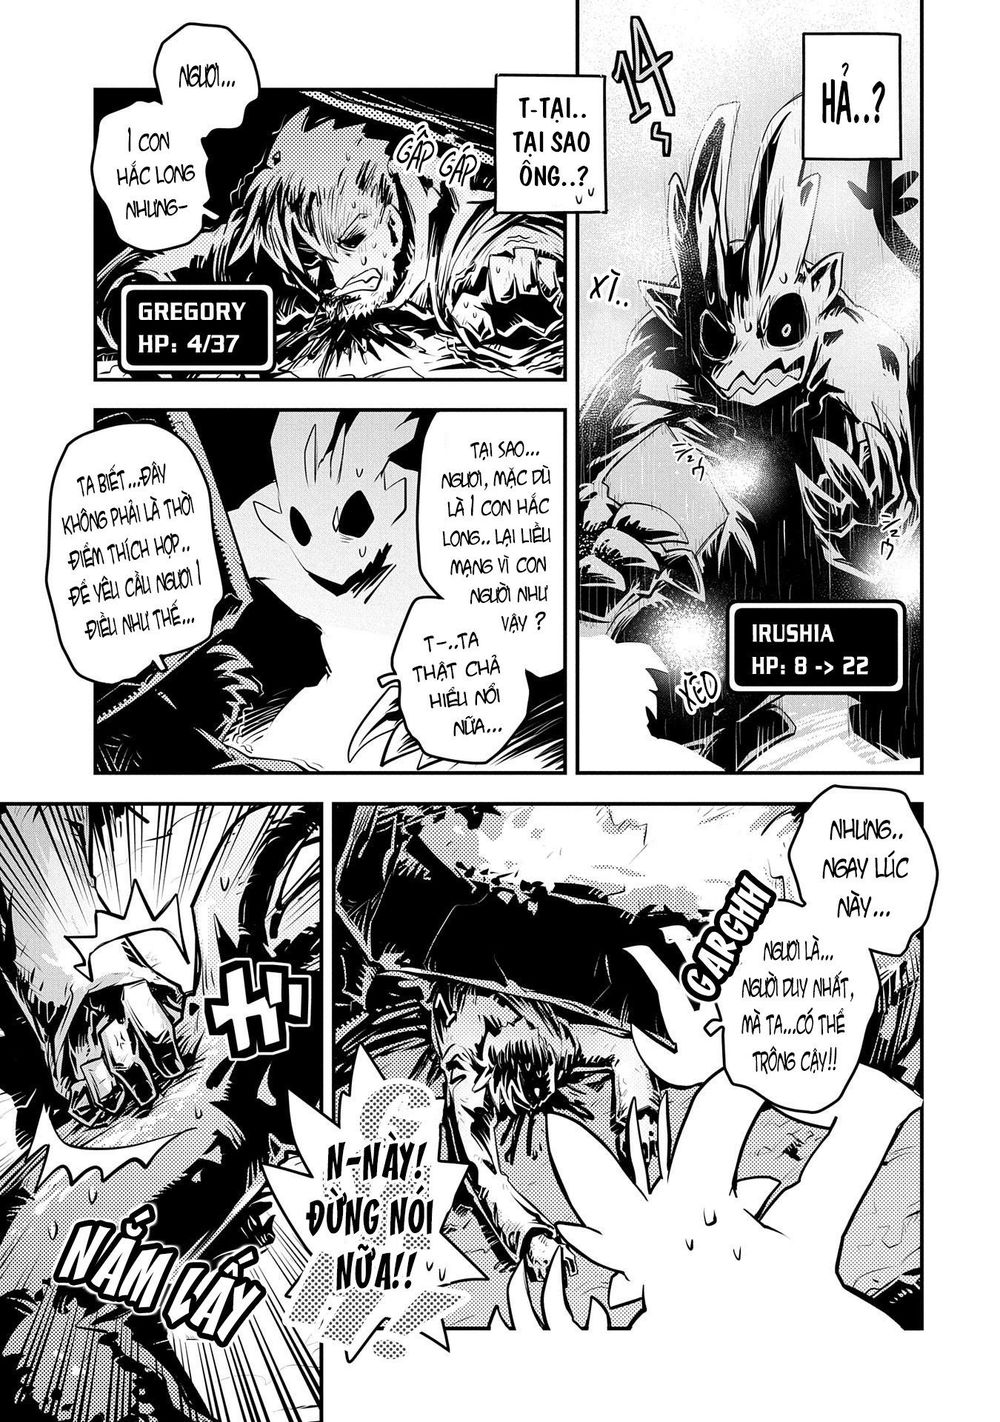 HẢ..?
T-TẠI..
TẠI SAO
ÔNG..?
XÌ..
XÈO
IRUSHIA
HP: 8 -> 22
NGƯƠI...
1 CON
HẮC LONG
NHƯNG-
GẤP GÁP
GREGORY
HP: 4/37
TẠI SAO...
NGƯƠI, MẶC DÙ
LÀ 1 CON HẮC
LONG.. LẠI LIỀU
MẠNG VÌ CON
NGƯỜI NHƯ
VẬY ?
T-..TA
THẬT CHẢ
HIỂU NỔI
NỮA...
TA BIẾT...ĐÂY
KHÔNG PHẢI LÀ THỜI
ĐIỂM THÍCH HỢP..
ĐỂ YÊU CẦU NGƯƠI 1
ĐIỀU NHƯ THẾ...
NHƯNG..
NGAY LÚC
NÀY...
NGƯƠI LÀ...
NGƯỜI DUY NHẤT,
MÀ TA...CÓ THỂ
TRÔNG CẬY!!
GARGHH
N-NÀY!
ĐỪNG NÓI
NỮA!!
ガッ
NẮM LẤY